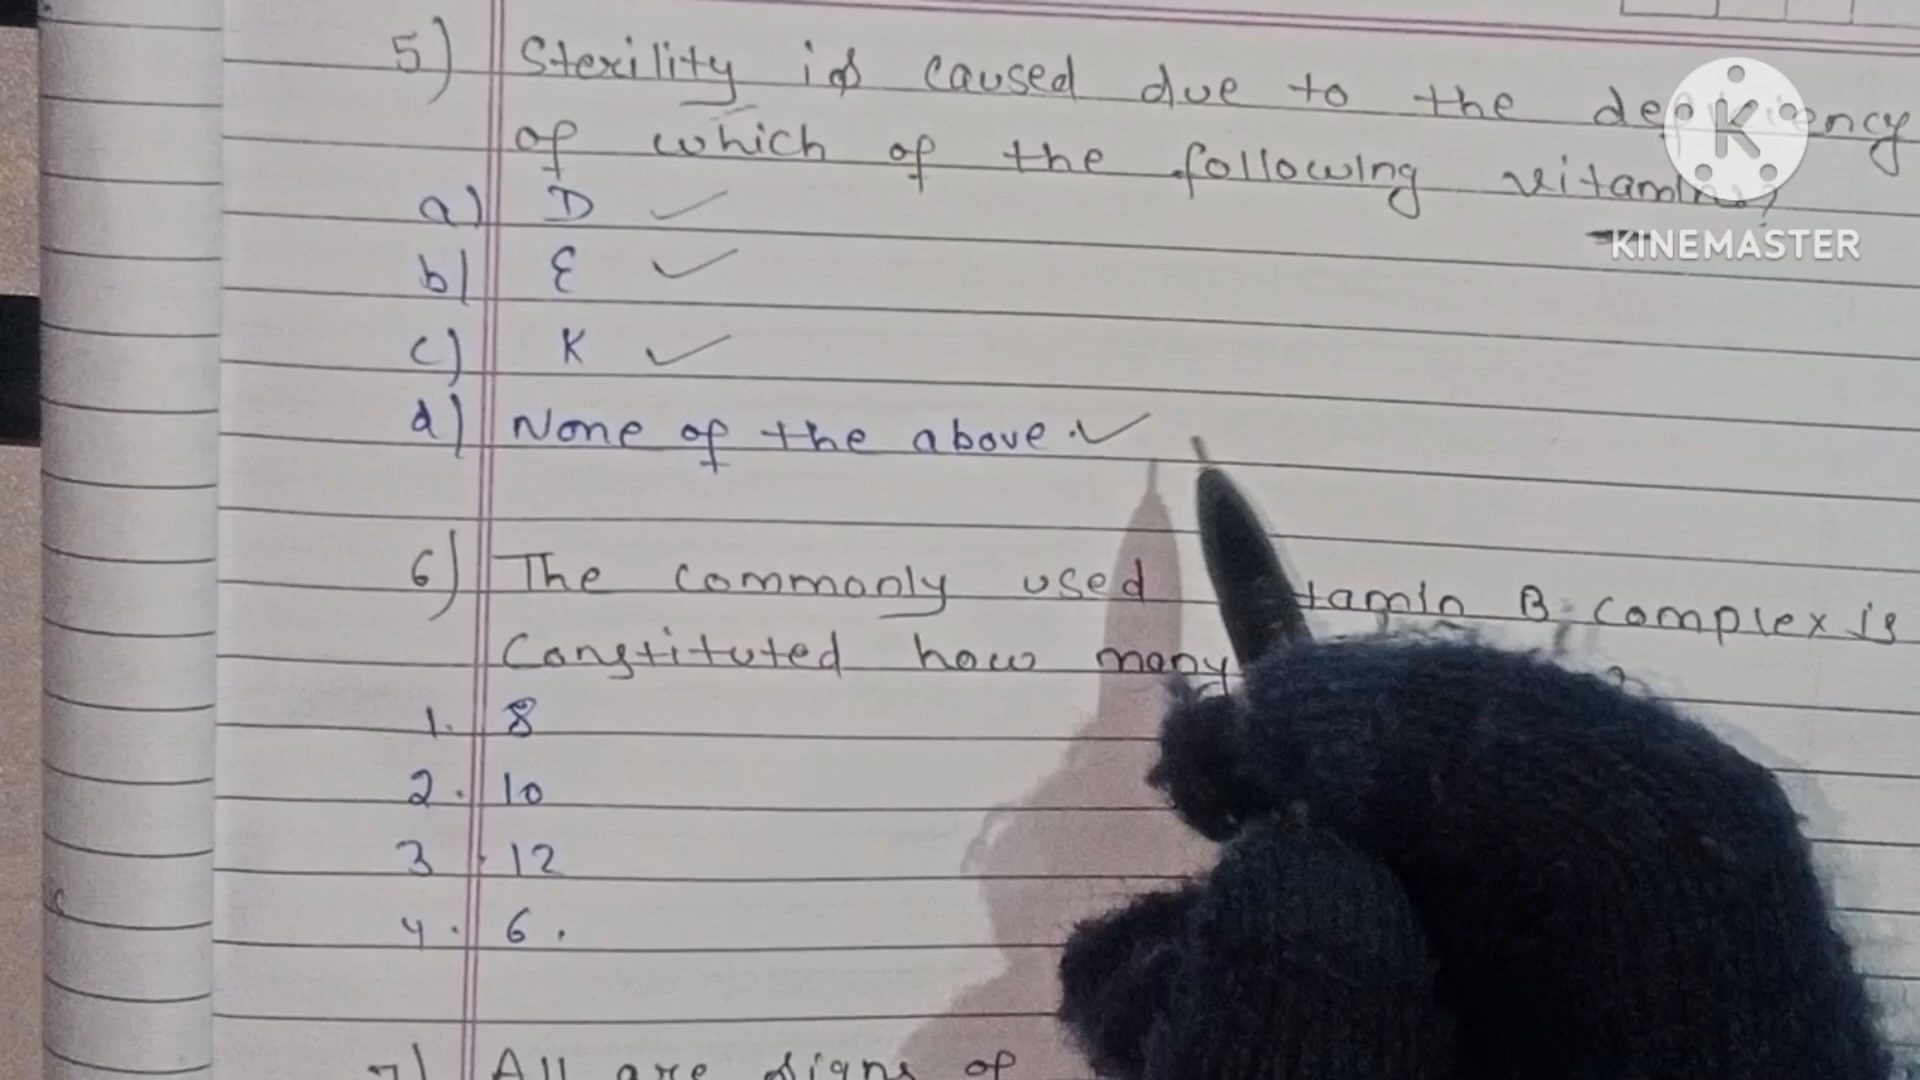 5) Sterility is caused due to the
of which of the following
a) D
b) E
c) K
d) None of the above.
KINEMASTER
6) The commonly used B complex is
Constituted how many
1. 8
2. 10
3. 12
4. 6.
7) All are signs of